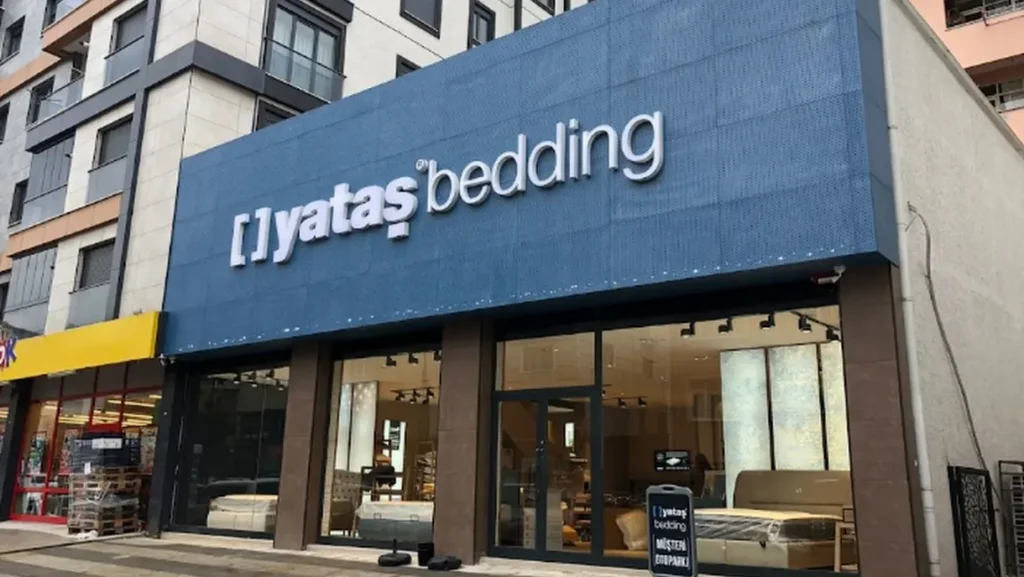 [ ] yataş® bedding
[ ] yataş®
bedding
MÜŞTERİ
OTOPARKI